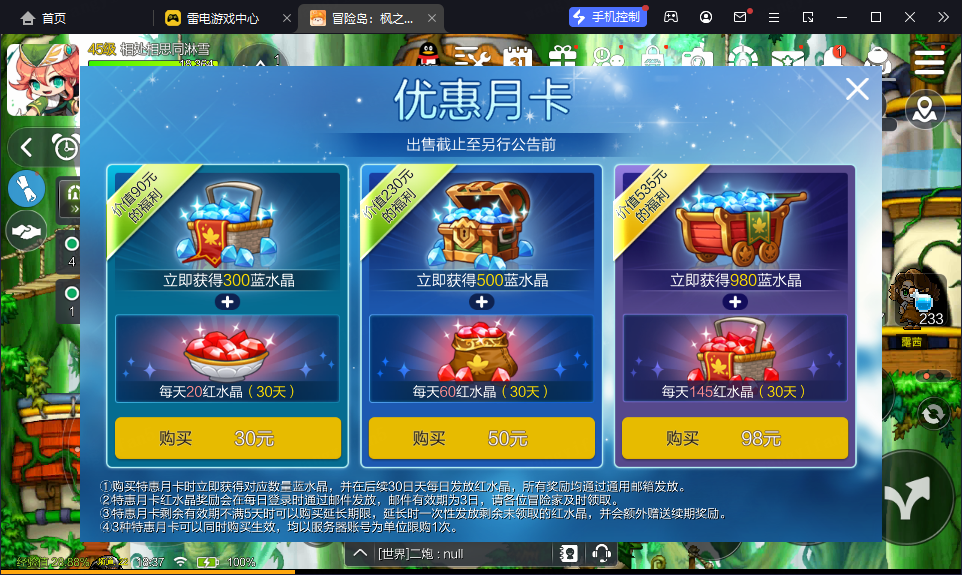 首页
雷电游戏中心
冒险岛：枫之...
手机控制
45级 相处相思同淋雪
31
1
1
优惠月卡
出售截止至另行公告前
价值90元
的福利
立即获得300蓝水晶
每天20红水晶（30天）
购买 30元
价值230元
的福利
立即获得500蓝水晶
每天60红水晶（30天）
购买 50元
价值535元
的福利
立即获得980蓝水晶
每天145红水晶（30天）
购买 98元
4
1
233
露茜
①购买特惠月卡时立即获得对应数量蓝水晶，并在后续30日天每日发放红水晶，所有奖励均通过通用邮箱发放。
②特惠月卡红水晶奖励会在每日登录时通过邮件发放，邮件有效期为3日，请各位冒险家及时领取。
③特惠月卡剩余有效期不满5天时可以购买延长期限，延长时一次性发放剩余未领取的红水晶，并会额外赠送续期奖励。
④3种特惠月卡可以同时购买生效，均以服务器账号为单位限购1次。
[世界]二炮 : null
18:37
100%